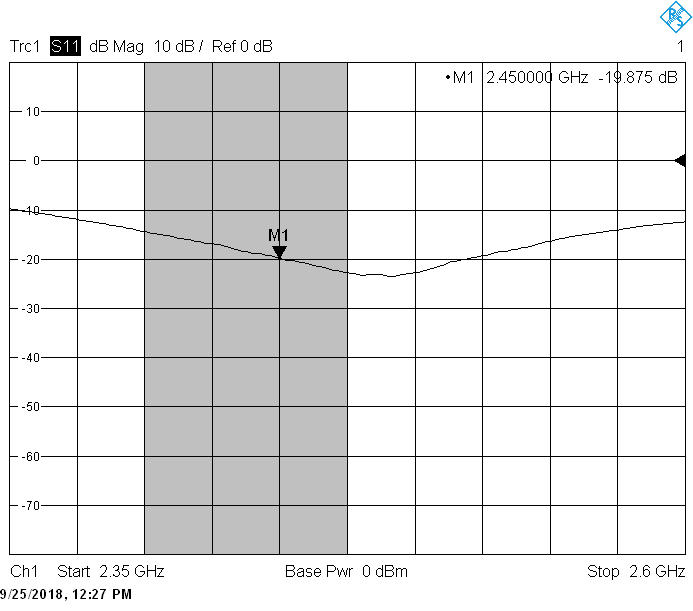 Trc1 S11 dB Mag 10 dB / Ref 0 dB 1
•M1 2.450000 GHz -19.875 dB
10
0
-10
M1
-20
-30
-40
-50
-60
-70
Ch1 Start 2.35 GHz Base Pwr 0 dBm Stop 2.6 GHz
9/25/2018, 12:27 PM